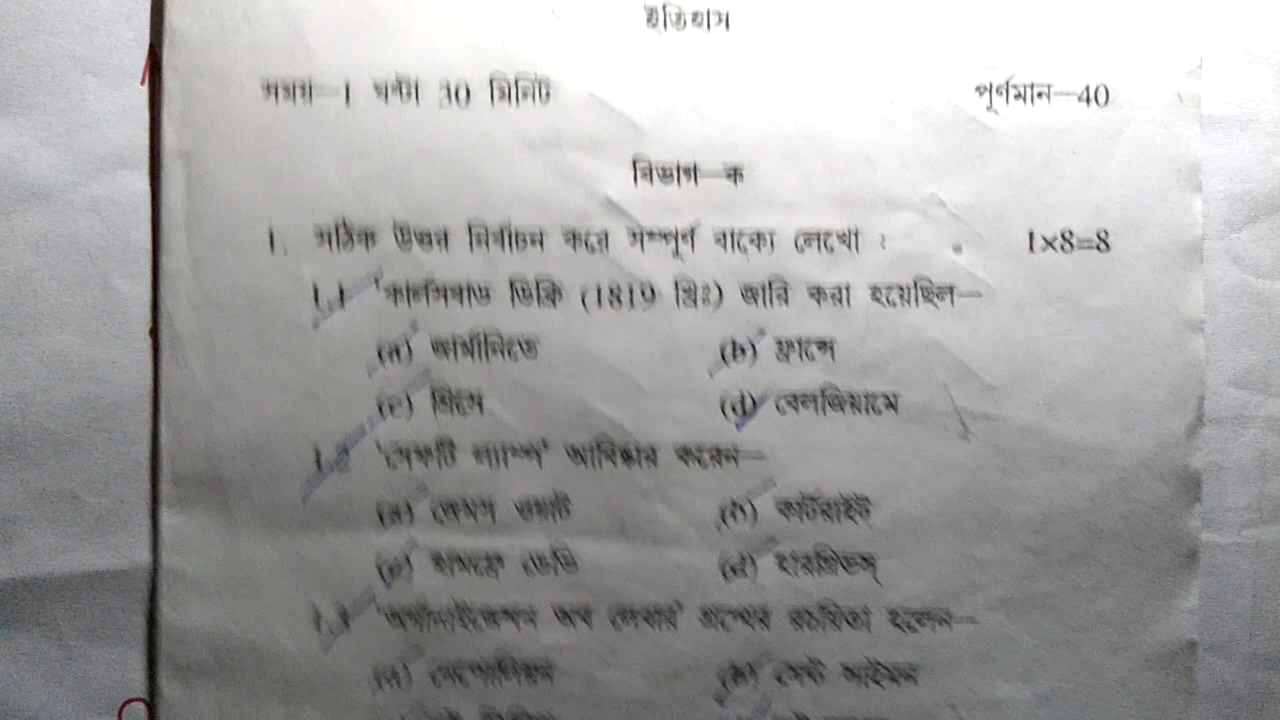 ইতিহাস
সময়—1 ঘণ্টা 30 মিনিট পূর্ণমান—40
বিভাগ—ক
1. সঠিক উত্তর নির্বাচন করে সম্পূর্ণ বাক্যে লেখো : 1×8=8
1.1 'কার্লসবাড ডিক্রি (1819 খ্রিঃ) জারি করা হয়েছিল—
(a) জার্মানিতে (b) ফ্রান্সে
(c) গ্রিসে (d) বেলজিয়ামে
1.2 'সেফটি ল্যাম্প' আবিষ্কার করেন—
(a) জেমস ওয়াট (b) কার্টরাইট
(c) হামফ্রে ডেভি (d) হারগ্রিভস্
1.3 'অর্গানাইজেশন অব লেবার' গ্রন্থের রচয়িতা হলেন—
(a) নেপোলিয়ন (b) সেন্ট সাইমন